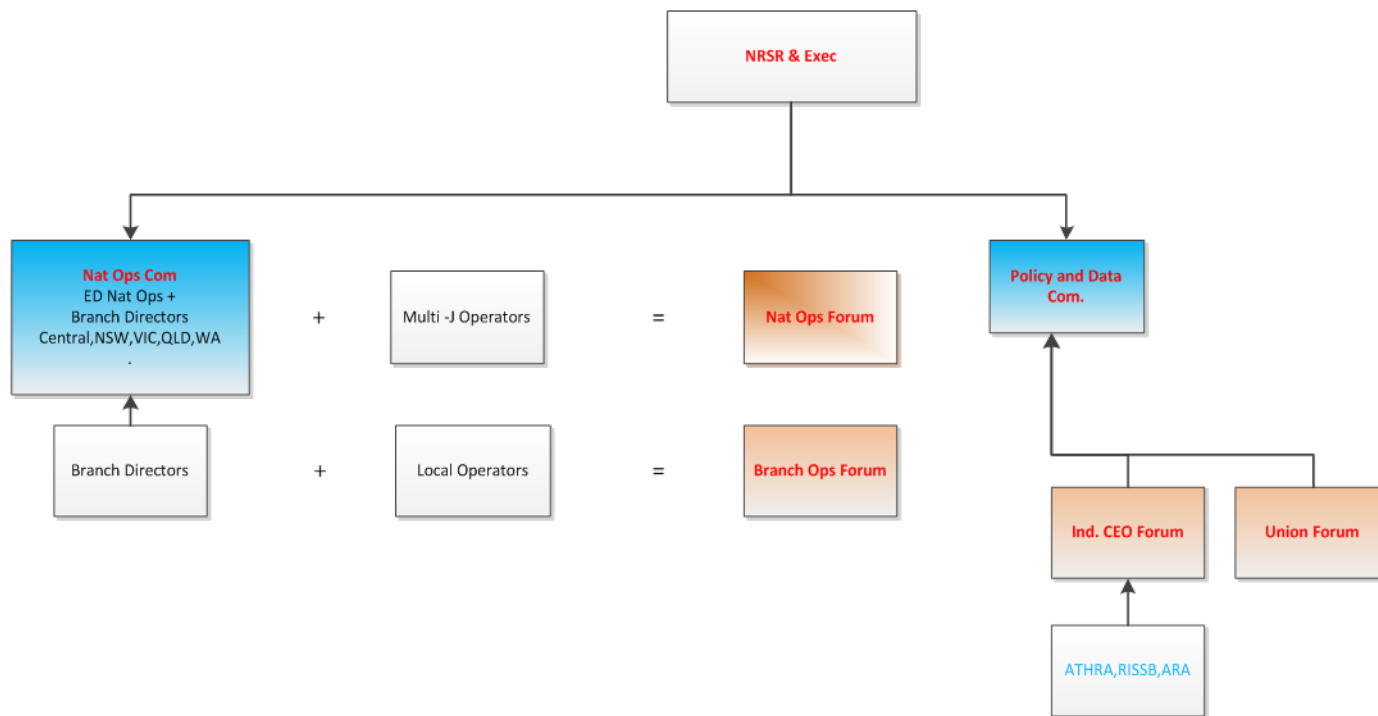 NRSR & Exec
Nat Ops Com
ED Nat Ops +
Branch Directors
Central,NSW,VIC,QLD,WA
.
+
Multi -J Operators
=
Nat Ops Forum
Policy and Data
Com.
Branch Directors
+
Local Operators
=
Branch Ops Forum
Ind. CEO Forum
Union Forum
ATHRA,RISSB,ARA